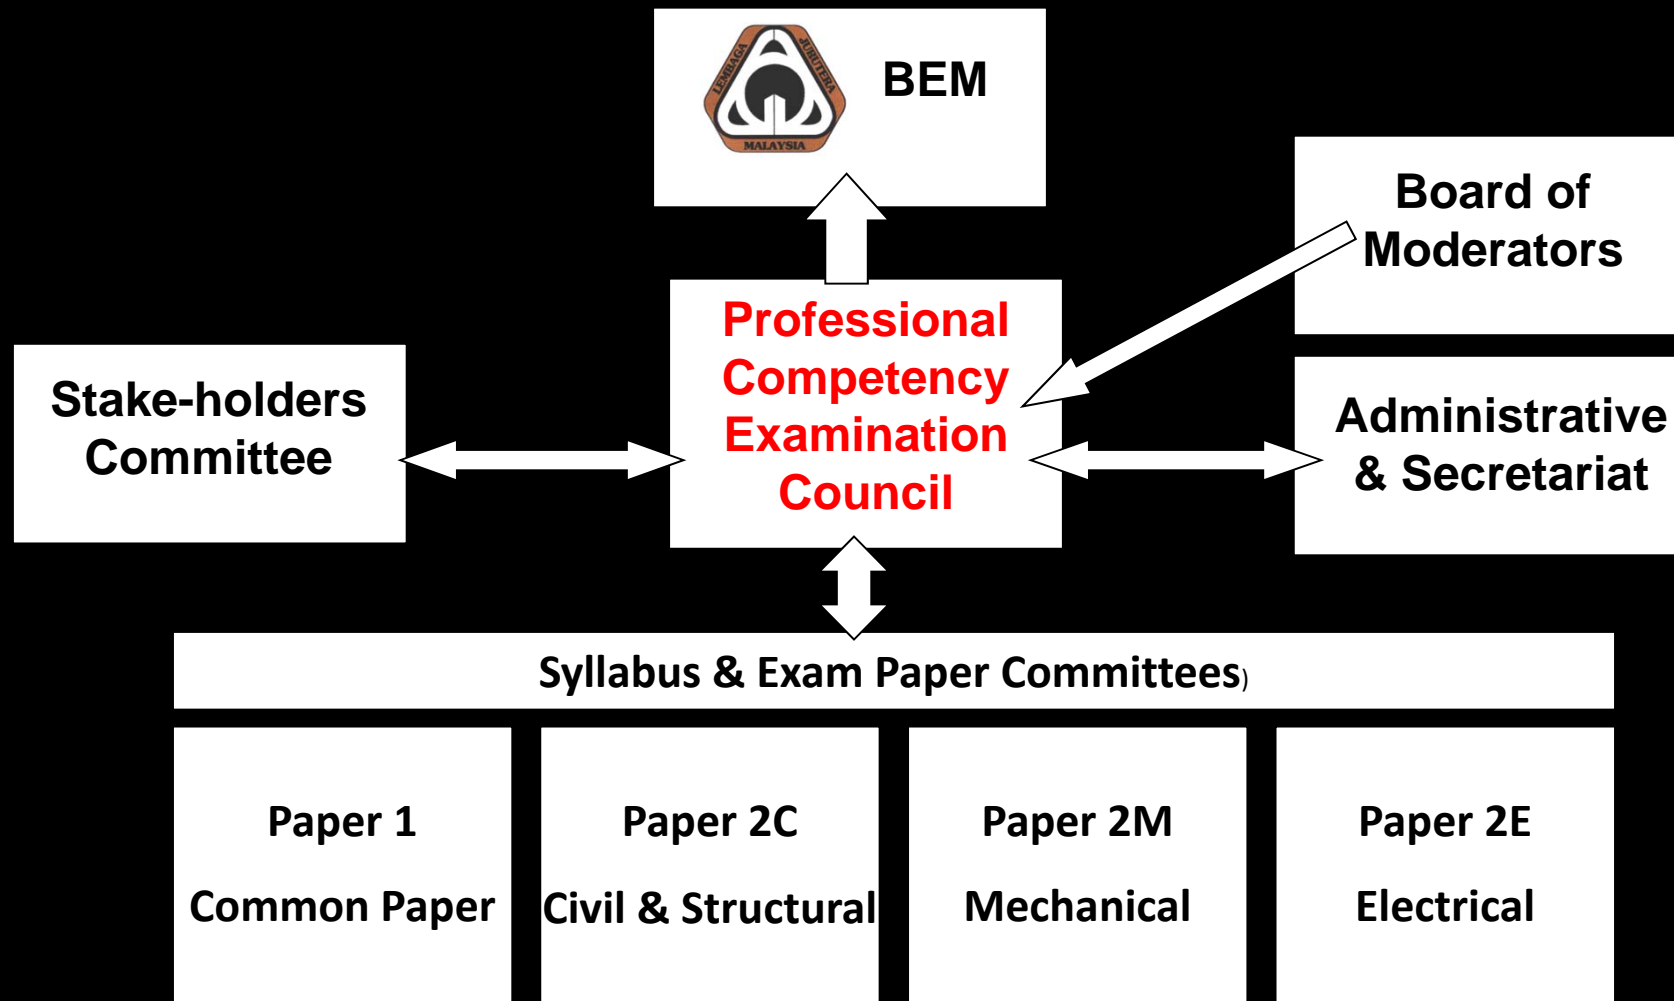 LEMBAGA
JURUTERA
MALAYSIA
BEM
Board of
Moderators
Professional
Competency
Examination
Council
Stake-holders
Committee
Administrative
& Secretariat
Syllabus & Exam Paper Committees)
Paper 1
Common Paper
Paper 2C
Civil & Structural
Paper 2M
Mechanical
Paper 2E
Electrical